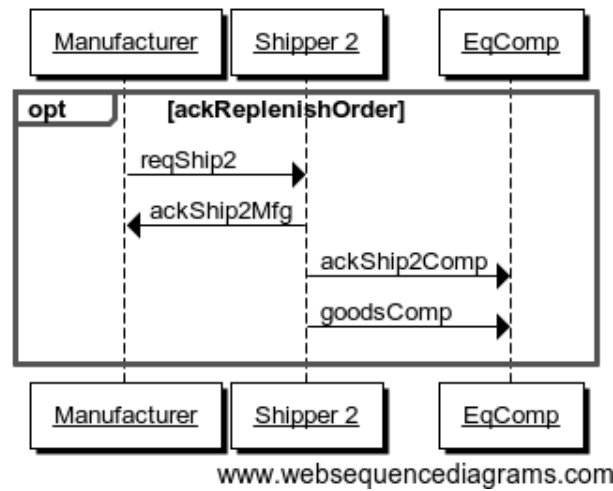 Manufacturer Shipper 2 EqComp
opt [ackReplenishOrder]
reqShip2
ackShip2Mfg
ackShip2Comp
goodsComp
Manufacturer Shipper 2 EqComp
www.websequencediagrams.com